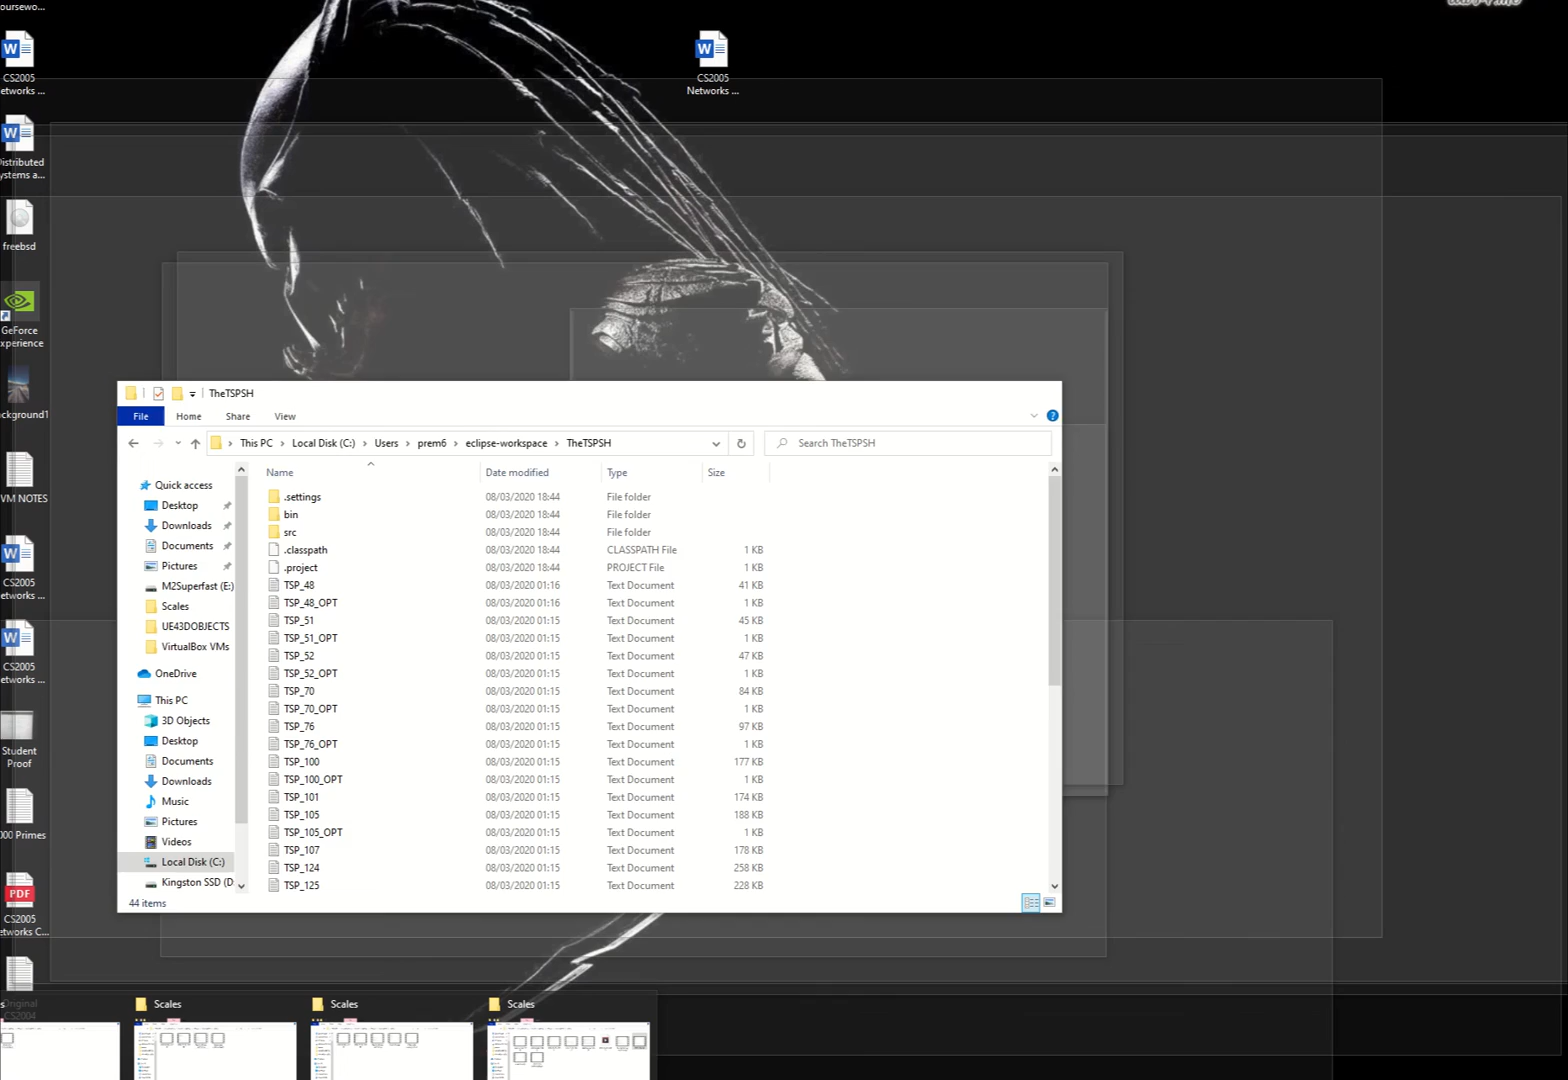 CS2005
etworks ...
CS2005
Networks ...
istributed
ystems a...
freebsd
GeForce
xperience
ckground1
VM NOTES
CS2005
etworks ...
CS2005
etworks ...
Student
Proof
000 Primes
PDF
CS2005
etworks C...
Original
CS2004
TheTSPSH
File Home Share View
This PC > Local Disk (C:) > Users > prem6 > eclipse-workspace > TheTSPSH
Search TheTSPSH
Name Date modified Type Size
Quick access
Desktop
Downloads
Documents
Pictures
M2Superfast (E:)
Scales
UE43DOBJECTS
VirtualBox VMs
OneDrive
This PC
3D Objects
Desktop
Documents
Downloads
Music
Pictures
Videos
Local Disk (C:)
Kingston SSD (D:
.settings 08/03/2020 18:44 File folder
bin 08/03/2020 18:44 File folder
src 08/03/2020 18:44 File folder
.classpath 08/03/2020 18:44 CLASSPATH File 1 KB
.project 08/03/2020 18:44 PROJECT File 1 KB
TSP_48 08/03/2020 01:16 Text Document 41 KB
TSP_48_OPT 08/03/2020 01:16 Text Document 1 KB
TSP_51 08/03/2020 01:15 Text Document 45 KB
TSP_51_OPT 08/03/2020 01:15 Text Document 1 KB
TSP_52 08/03/2020 01:15 Text Document 47 KB
TSP_52_OPT 08/03/2020 01:15 Text Document 1 KB
TSP_70 08/03/2020 01:15 Text Document 84 KB
TSP_70_OPT 08/03/2020 01:15 Text Document 1 KB
TSP_76 08/03/2020 01:15 Text Document 97 KB
TSP_76_OPT 08/03/2020 01:15 Text Document 1 KB
TSP_100 08/03/2020 01:15 Text Document 177 KB
TSP_100_OPT 08/03/2020 01:15 Text Document 1 KB
TSP_101 08/03/2020 01:15 Text Document 174 KB
TSP_105 08/03/2020 01:15 Text Document 188 KB
TSP_105_OPT 08/03/2020 01:15 Text Document 1 KB
TSP_107 08/03/2020 01:15 Text Document 178 KB
TSP_124 08/03/2020 01:15 Text Document 258 KB
TSP_125 08/03/2020 01:15 Text Document 228 KB
44 items
Scales
Scales
Scales